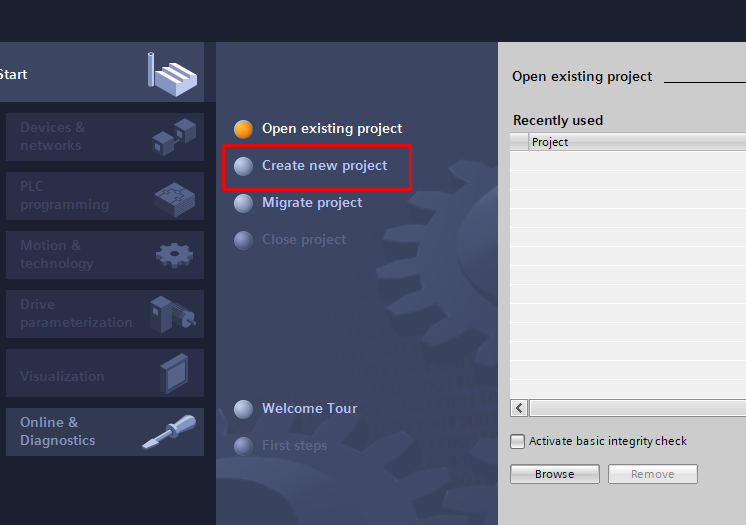 Start
Devices &
networks
PLC
programming
Motion &
technology
Drive
parameterization
Visualization
Online &
Diagnostics
Open existing project
Create new project
Migrate project
Close project
Welcome Tour
First steps
Open existing project
Recently used
Project
Activate basic integrity check
Browse
Remove